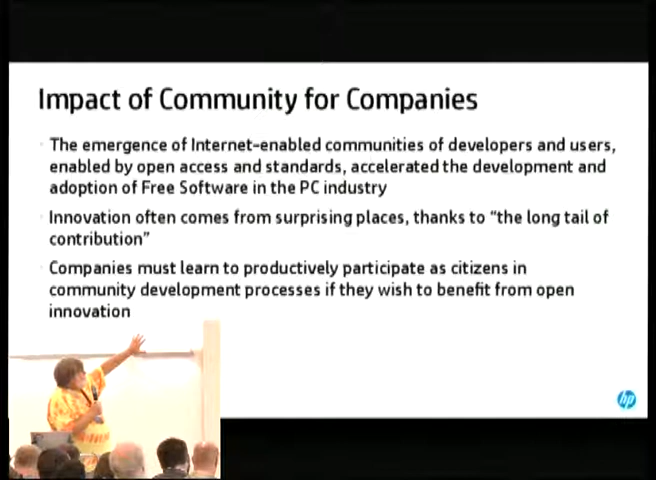 Impact of Community for Companies
The emergence of Internet-enabled communities of developers and users,
enabled by open access and standards, accelerated the development and
adoption of Free Software in the PC industry
Innovation often comes from surprising places, thanks to “the long tail of
contribution”
Companies must learn to productively participate as citizens in
community development processes if they wish to benefit from open
innovation
hp